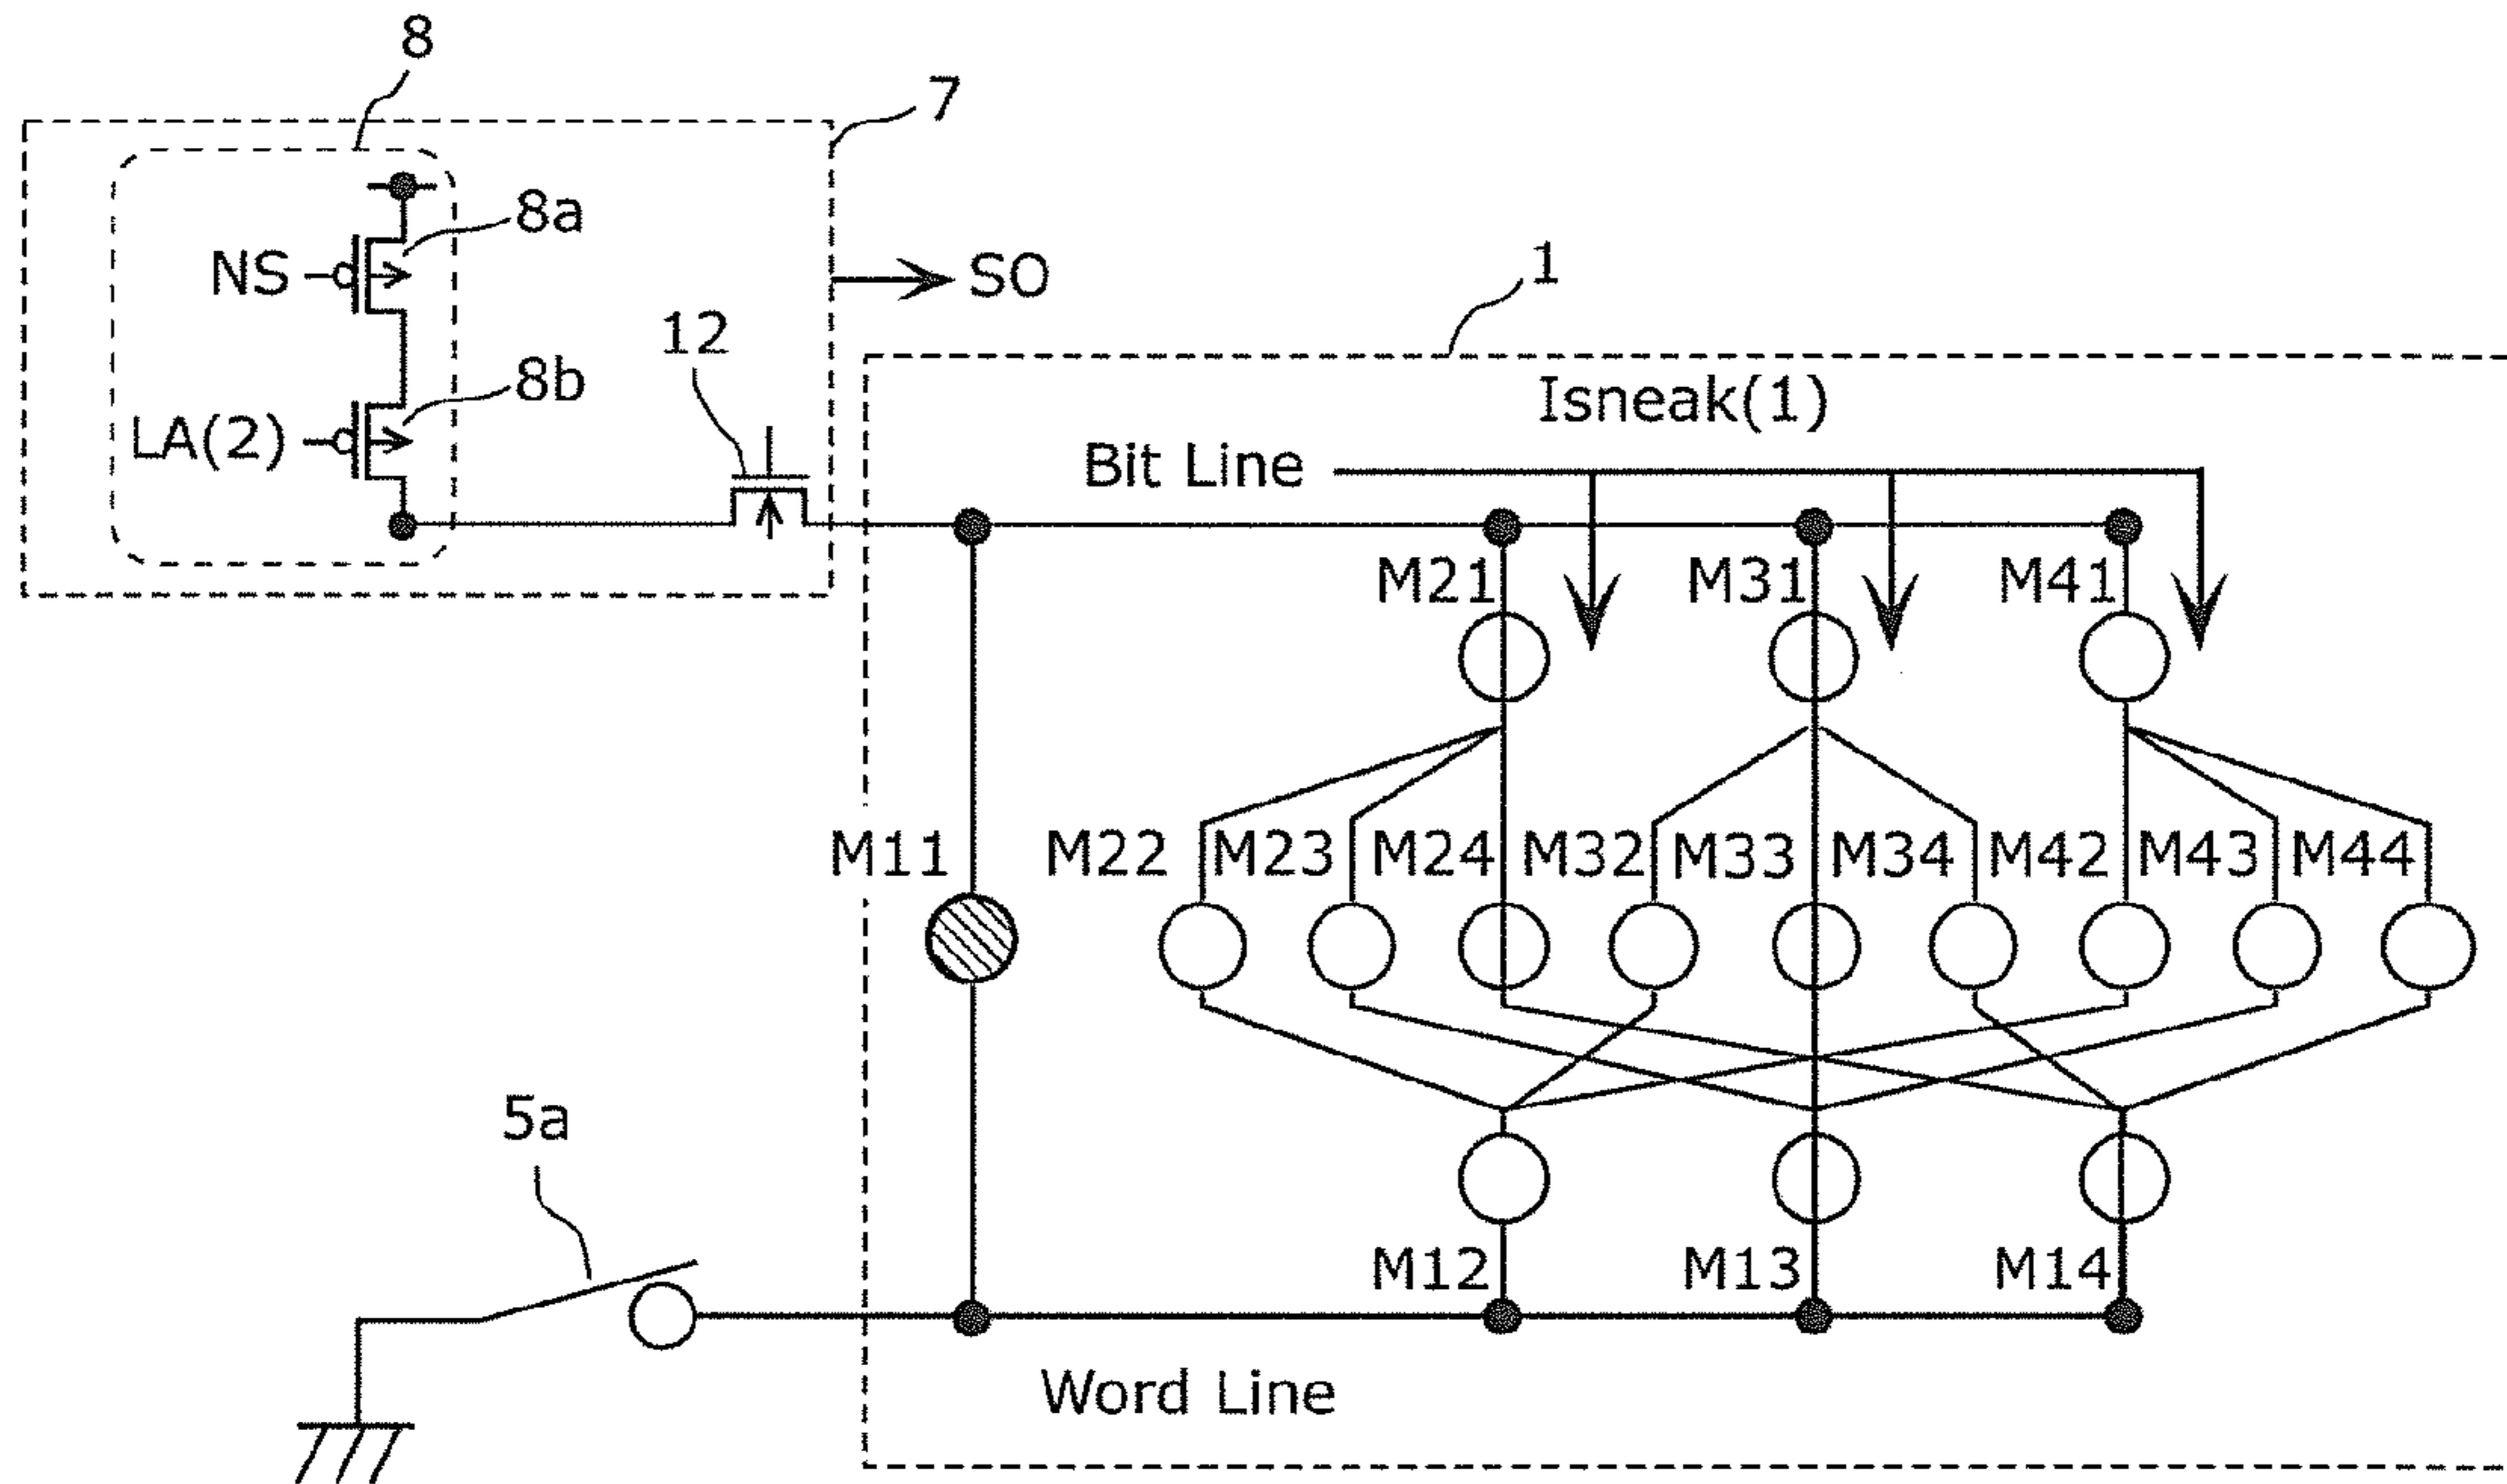 8
7
8a
NS
SO
1
12
8b
Isneak(1)
LA(2)
Bit Line
M21 M31 M41
M11 M22 M23 M24 M32 M33 M34 M42 M43 M44
5a
M12 M13 M14
Word Line